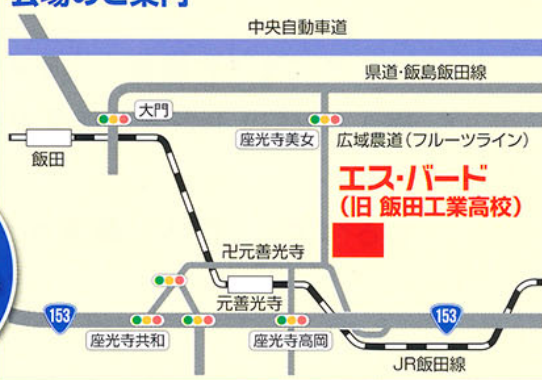 会場のご案内
中央自動車道
県道・飯島飯田線
大門
座光寺美女
広域農道(フルーツライン)
飯田
エス・バード
(旧 飯田工業高校)
卍元善光寺
元善光寺
153
153
座光寺共和
座光寺高岡
JR飯田線